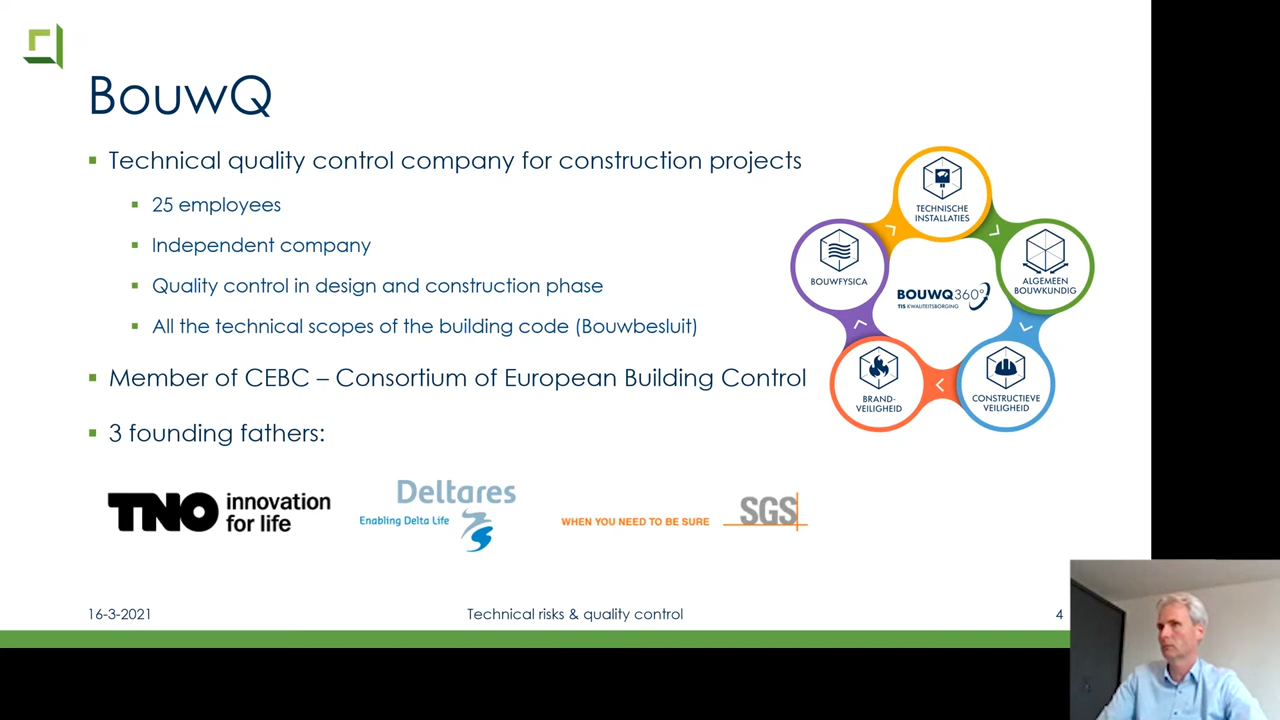 BouwQ
Technical quality control company for construction projects
25 employees
Independent company
Quality control in design and construction phase
All the technical scopes of the building code (Bouwbesluit)
Member of CEBC – Consortium of European Building Control
3 founding fathers:
TECHNISCHE
INSTALLATIES
ALGEMEEN
BOUWKUNDIG
CONSTRUCTIEVE
VEILIGHEID
BRAND-
VEILIGHEID
BOUWFYSICA
BOUWQ360°
TIS KWALITEITSBORGING
TNO innovation
for life
Deltares
Enabling Delta Life
WHEN YOU NEED TO BE SURE
SGS
16-3-2021
Technical risks & quality control
4